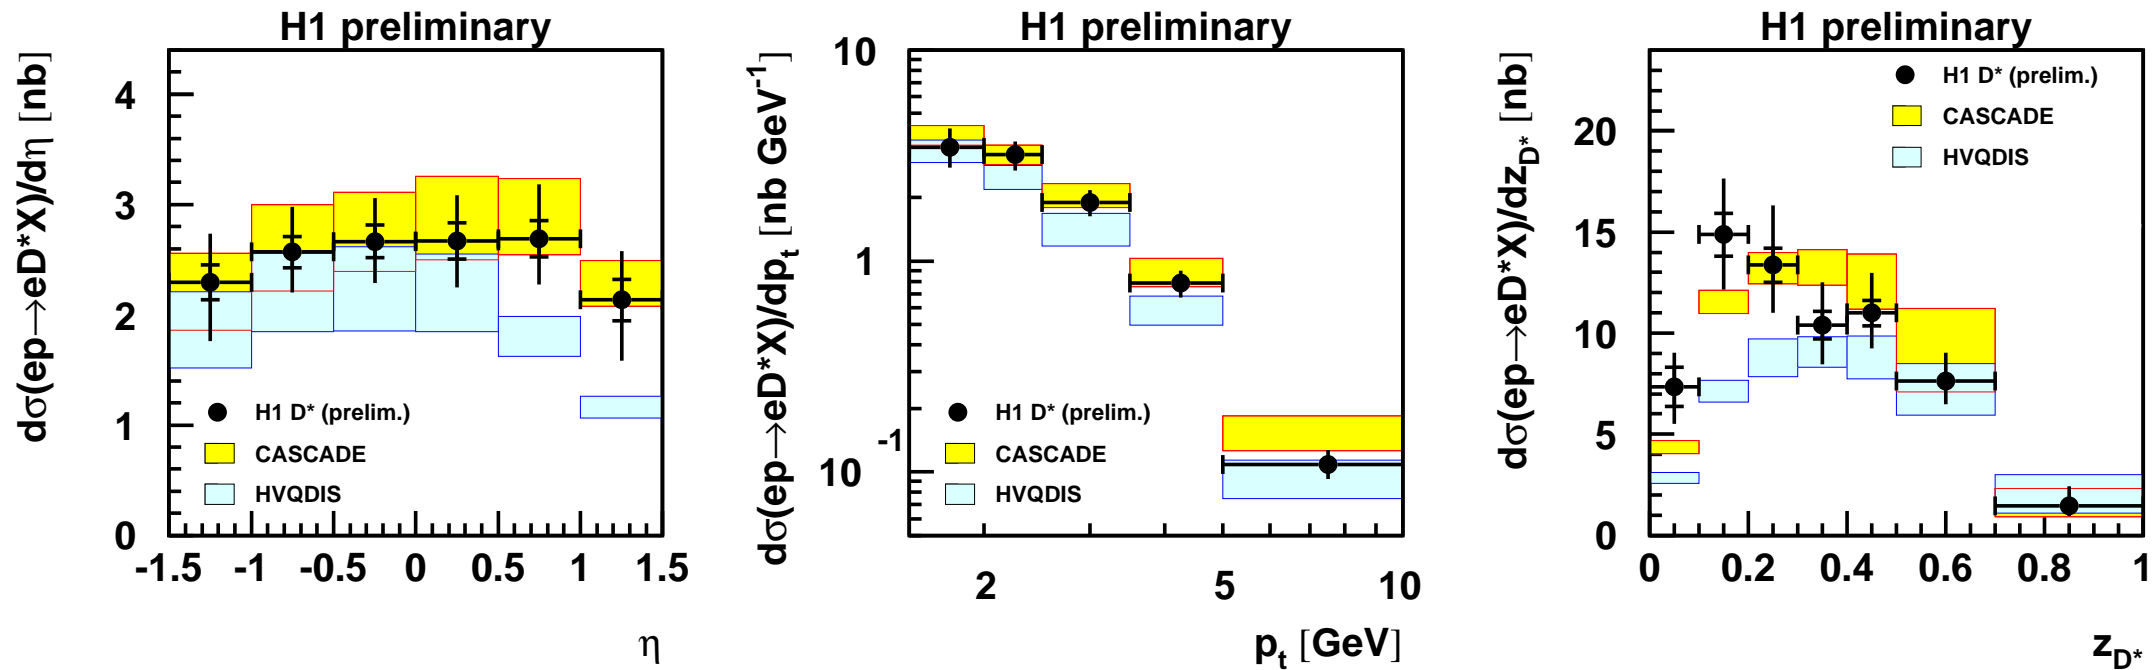 H1 preliminary
dσ(ep→eD*X)/dη [nb]
4
3
2
1
0
-1.5 -1 -0.5 0 0.5 1 1.5
η
H1 D* (prelim.)
CASCADE
HVQDIS
H1 preliminary
dσ(ep→eD*X)/dp_t [nb GeV^-1]
10
1
10^-1
2 5 10
p_t [GeV]
H1 D* (prelim.)
CASCADE
HVQDIS
H1 preliminary
dσ(ep→eD*X)/dz_D* [nb]
20
15
10
5
0
0 0.2 0.4 0.6 0.8 1
z_D*
H1 D* (prelim.)
CASCADE
HVQDIS